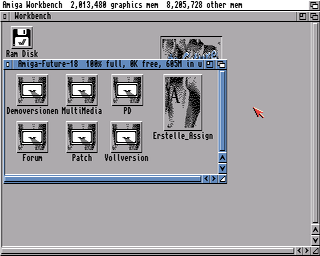 Amiga Workbench 2,013,480 graphics mem 8,205,728 other mem
Workbench
Ram Disk
Amiga-Future-18 100% full, 0K free, 605M in u
Demoversionen MultiMedia PD
Erstelle_Assign
Forum Patch Vollversion